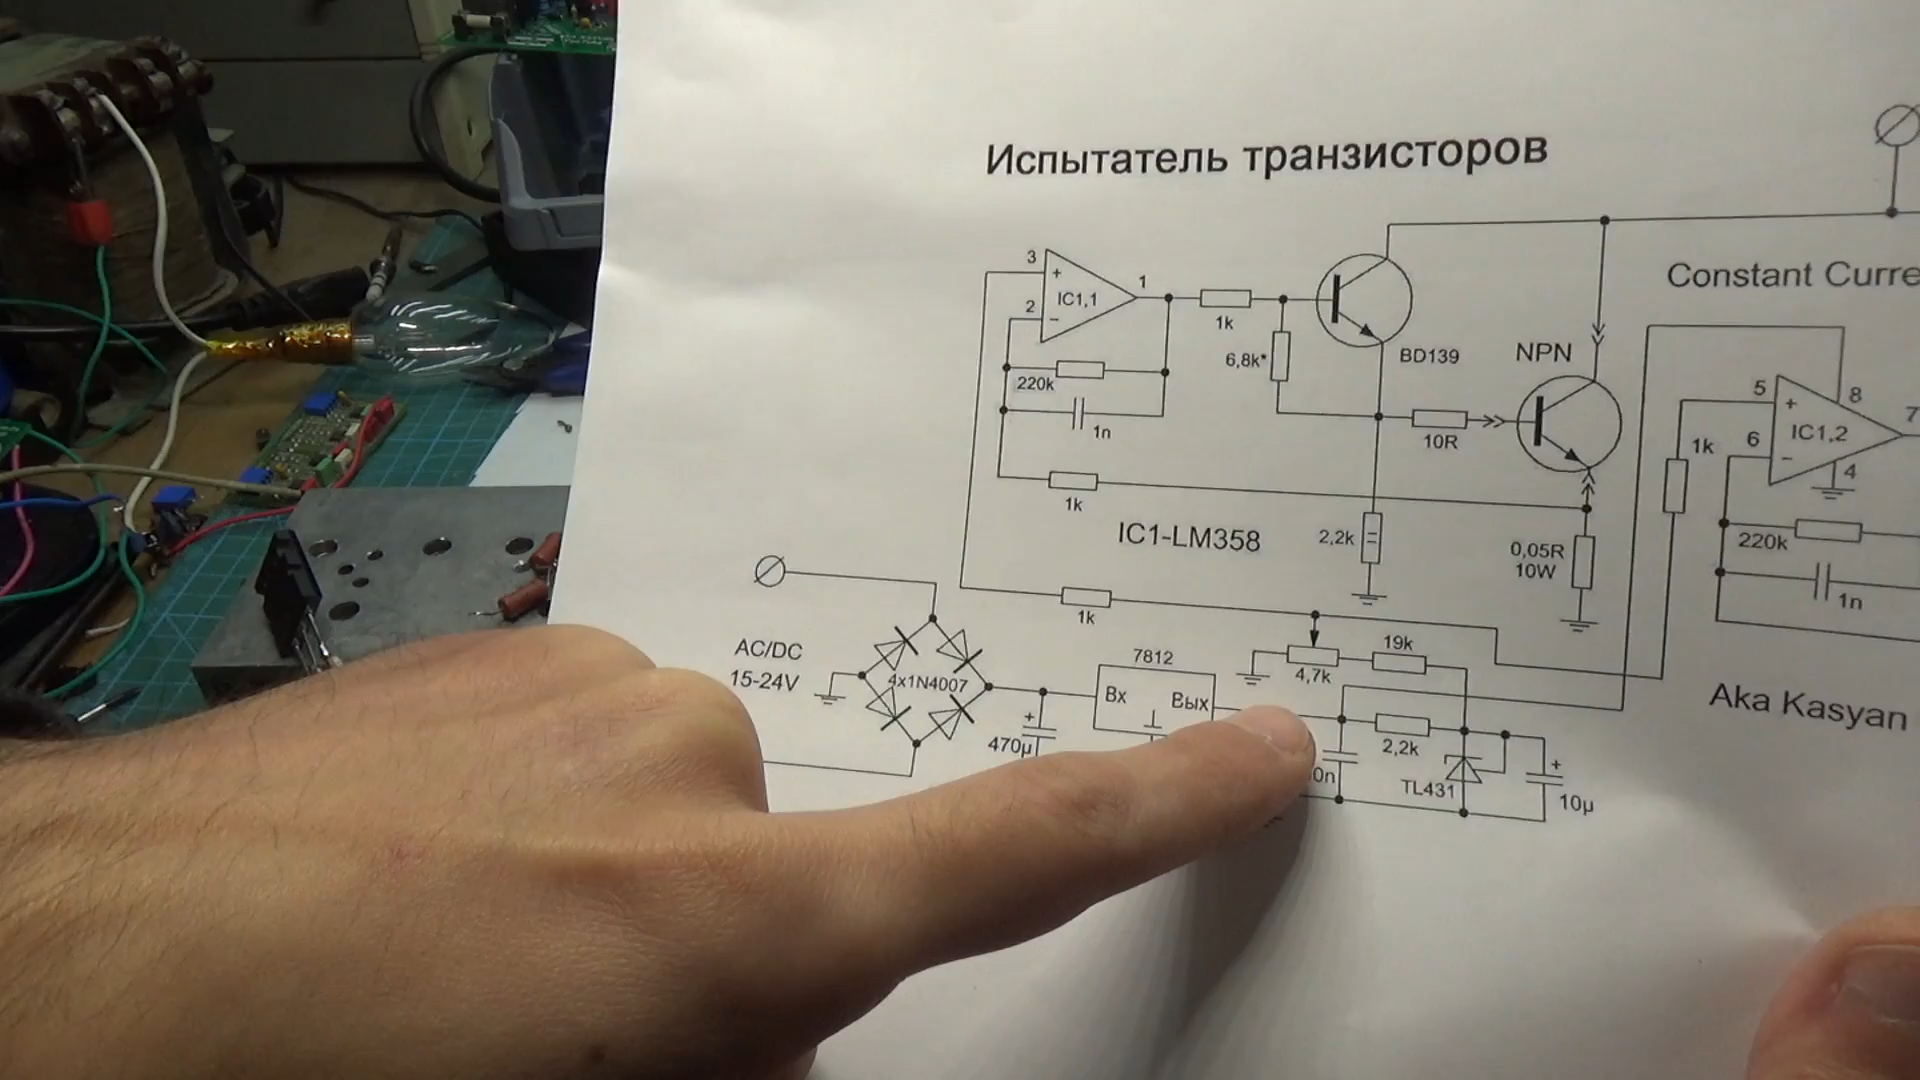 Испытатель транзисторов
3
+
IC1,1
1
2
−
1k
6,8k*
BD139
NPN
Constant Curre
220k
1n
10R
5
+
8
7
6
−
IC1,2
4
1k
1k
IC1-LM358
2,2k
0,05R
10W
220k
1n
1k
AC/DC
15-24V
4x1N4007
7812
Вх
Вых
+
470µ
4,7k
19k
2,2k
0n
TL431
+
10µ
Aka Kasyan